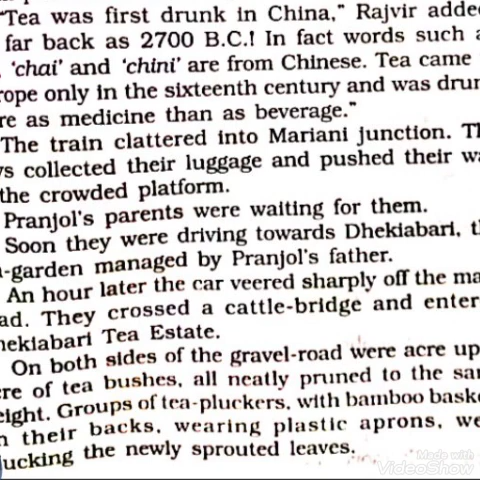 "Tea was first drunk in China," Rajvir added
far back as 2700 B.C.! In fact words such a
'chai' and 'chini' are from Chinese. Tea came
rope only in the sixteenth century and was drun
re as medicine than as beverage."
The train clattered into Mariani junction. Th
ys collected their luggage and pushed their wa
the crowded platform.
Pranjol's parents were waiting for them.
Soon they were driving towards Dhekiabari, th
a-garden managed by Pranjol's father.
An hour later the car veered sharply off the ma
ad. They crossed a cattle-bridge and enter
hekiabari Tea Estate.
On both sides of the gravel-road were acre up
cre of tea bushes, all neatly pruned to the sam
eight. Groups of tea-pluckers, with bamboo baske
n their backs, wearing plastic aprons, we
ucking the newly sprouted leaves.
Made with
VideoShow